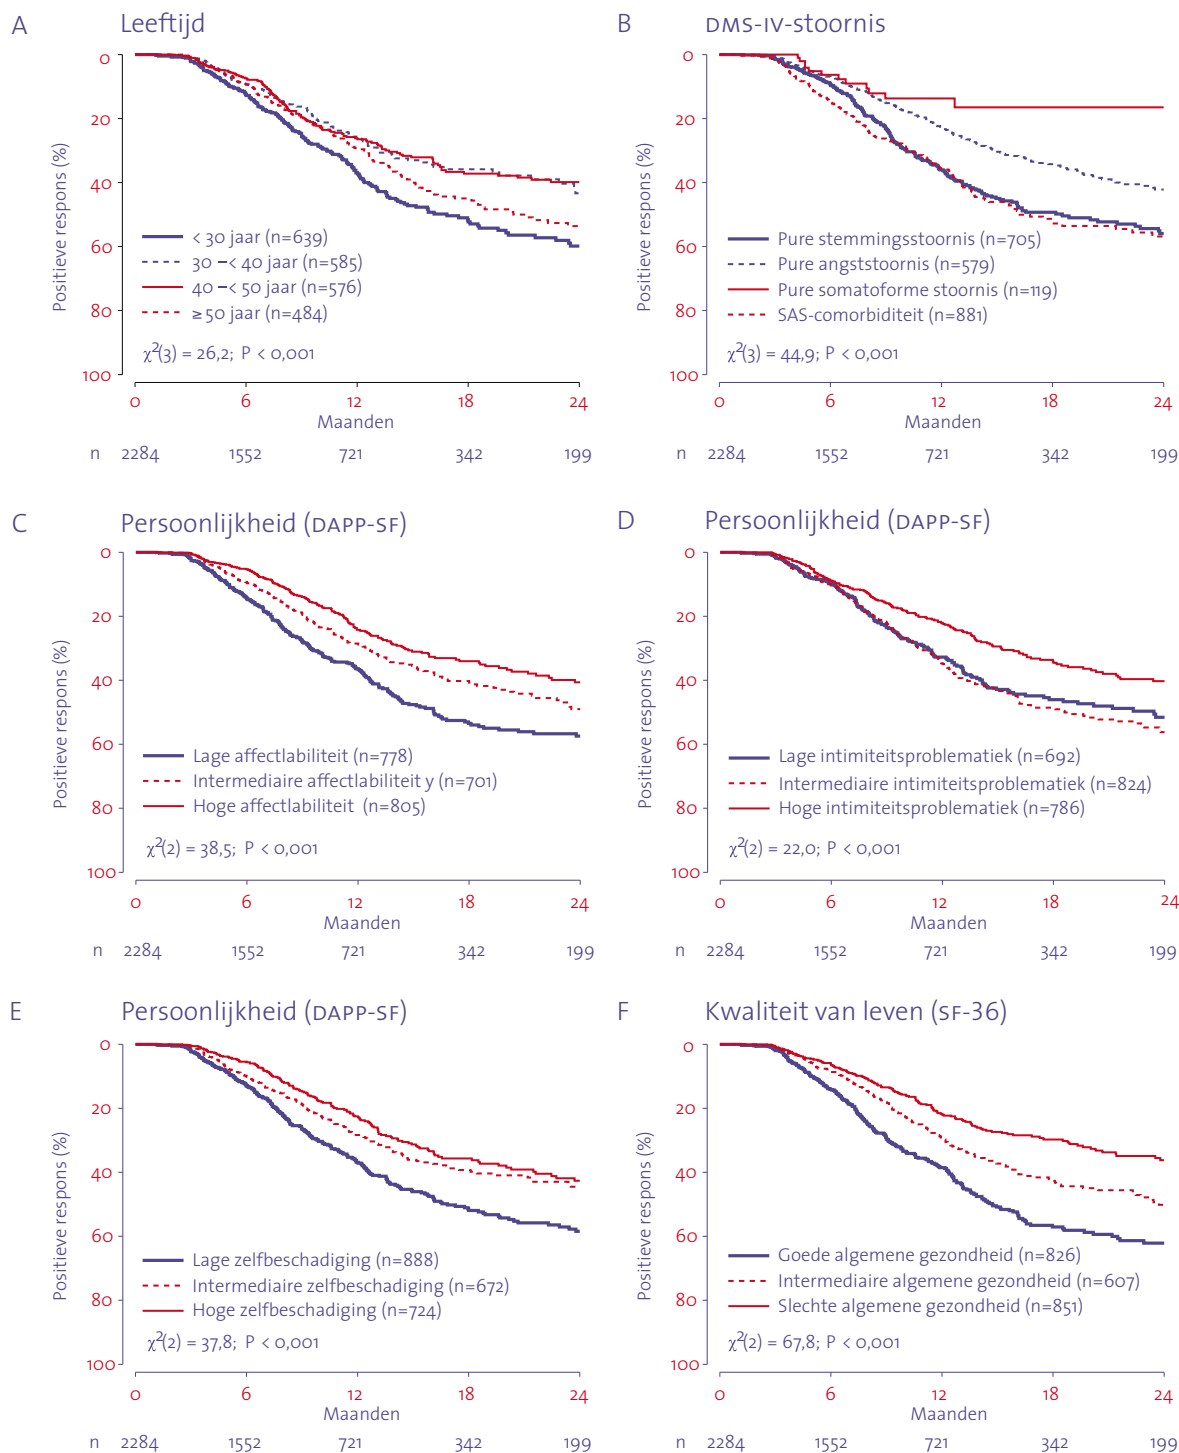 A Leeftijd
0
20
40
60
80
100
Positieve respons (%)
< 30 jaar (n=639)
30 –< 40 jaar (n=585)
40 –< 50 jaar (n=576)
≥ 50 jaar (n=484)
χ²(3) = 26,2; P < 0,001
0 6 12 18 24
Maanden
n 2284 1552 721 342 199
B DMS-IV-stoornis
0
20
40
60
80
100
Positieve respons (%)
Pure stemmingsstoornis (n=705)
Pure angststoornis (n=579)
Pure somatoforme stoornis (n=119)
SAS-comorbiditeit (n=881)
χ²(3) = 44,9; P < 0,001
0 6 12 18 24
Maanden
n 2284 1552 721 342 199
C Persoonlijkheid (DAPP-SF)
0
20
40
60
80
100
Positieve respons (%)
Lage affectlabiliteit (n=778)
Intermediaire affectlabiliteit y (n=701)
Hoge affectlabiliteit (n=805)
χ²(2) = 38,5; P < 0,001
0 6 12 18 24
Maanden
n 2284 1552 721 342 199
D Persoonlijkheid (DAPP-SF)
0
20
40
60
80
100
Positieve respons (%)
Lage intimiteitsproblematiek (n=692)
Intermediaire intimiteitsproblematiek (n=824)
Hoge intimiteitsproblematiek (n=786)
χ²(2) = 22,0; P < 0,001
0 6 12 18 24
Maanden
n 2284 1552 721 342 199
E Persoonlijkheid (DAPP-SF)
0
20
40
60
80
100
Positieve respons (%)
Lage zelfbeschadiging (n=888)
Intermediaire zelfbeschadiging (n=672)
Hoge zelfbeschadiging (n=724)
χ²(2) = 37,8; P < 0,001
0 6 12 18 24
Maanden
n 2284 1552 721 342 199
F Kwaliteit van leven (SF-36)
0
20
40
60
80
100
Positieve respons (%)
Goede algemene gezondheid (n=826)
Intermediaire algemene gezondheid (n=607)
Slechte algemene gezondheid (n=851)
χ²(2) = 67,8; P < 0,001
0 6 12 18 24
Maanden
n 2284 1552 721 342 199